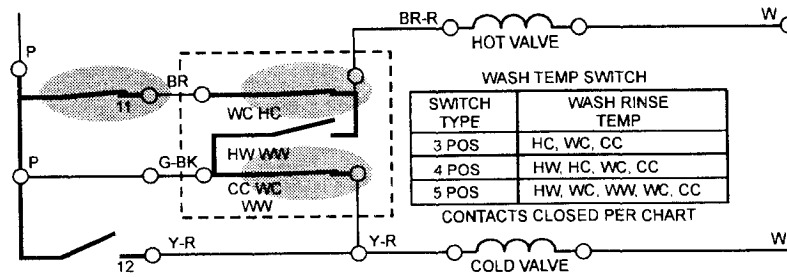 BR-R
W
HOT VALVE
P
BR
11
WC HC
WASH TEMP SWITCH
SWITCH TYPE
WASH RINSE TEMP
3 POS
HC, WC, CC
4 POS
HW, HC, WC, CC
5 POS
HW, WC, WW, WC, CC
CONTACTS CLOSED PER CHART
HW WW
P
G-BK
CC WC
WW
12
Y-R
Y-R
W
COLD VALVE